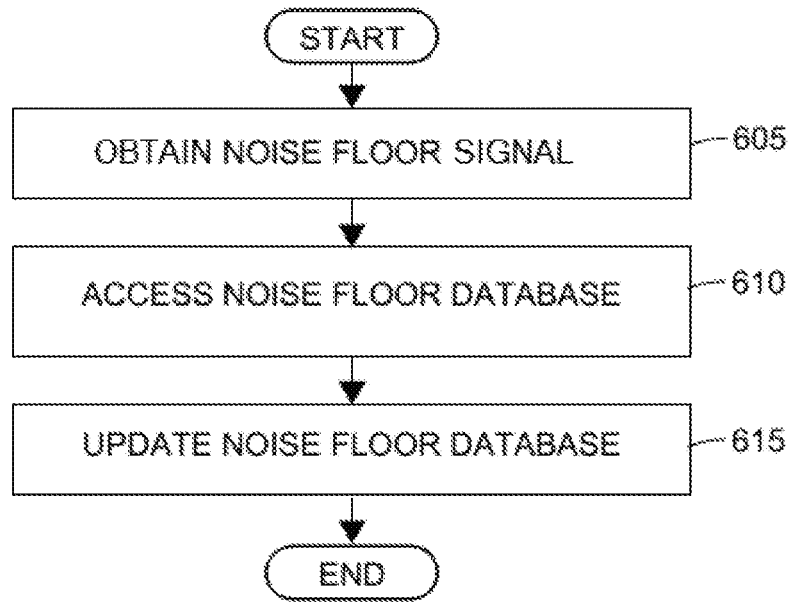 START
OBTAIN NOISE FLOOR SIGNAL
605
ACCESS NOISE FLOOR DATABASE
610
UPDATE NOISE FLOOR DATABASE
615
END